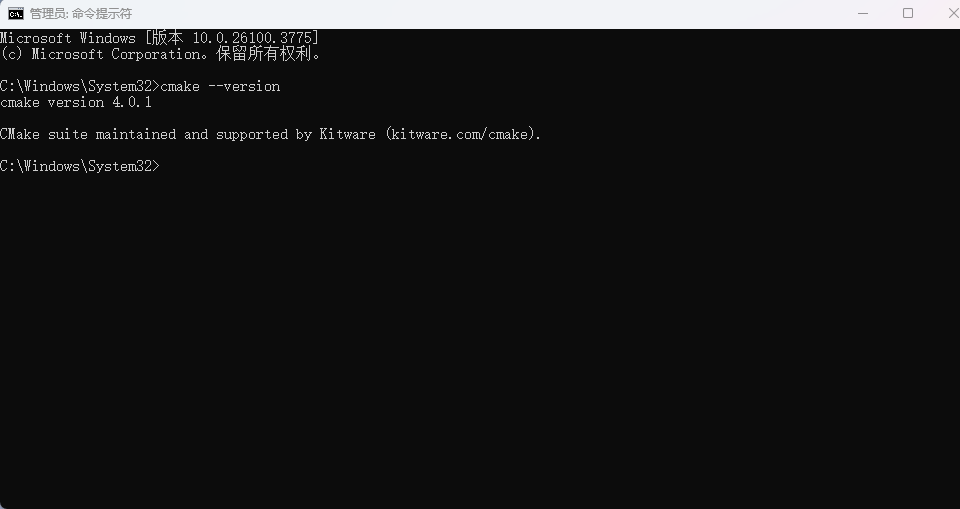 管理员: 命令提示符
Microsoft Windows [版本 10.0.26100.3775]
(c) Microsoft Corporation。保留所有权利。
C:\Windows\System32>cmake --version
cmake version 4.0.1
CMake suite maintained and supported by Kitware (kitware.com/cmake).
C:\Windows\System32>